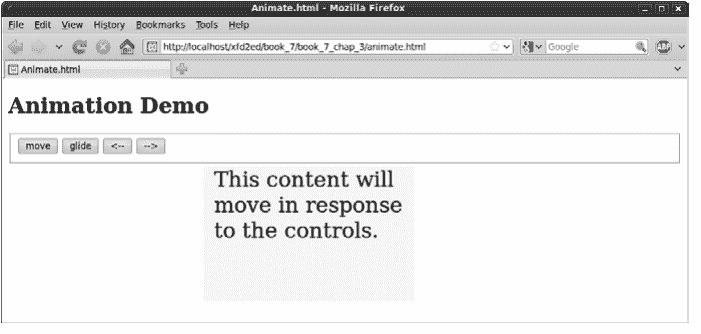 Animate.html - Mozilla Firefox
File Edit View History Bookmarks Tools Help
http://localhost/xfd2ed/book_7/book_7_chap_3/animate.html Google ABP
Animate.html
Animation Demo
move glide <-- -->
This content will
move in response
to the controls.